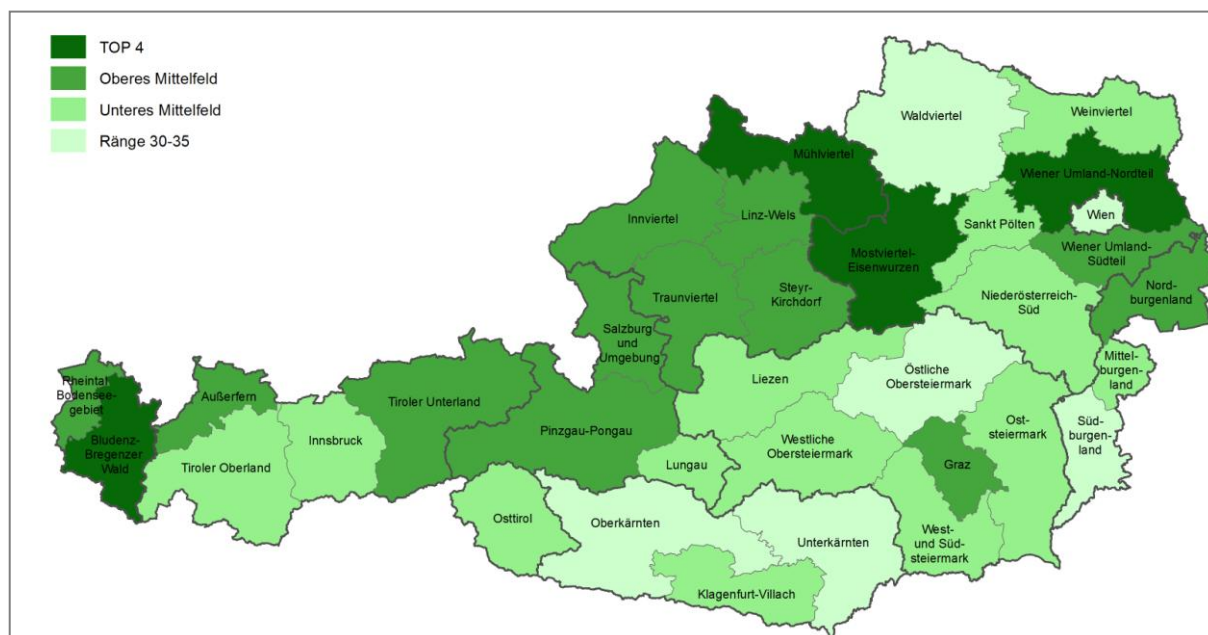 TOP 4
Oberes Mittelfeld
Unteres Mittelfeld
Ränge 30-35
Waldviertel
Weinviertel
Mühlviertel
Wiener Umland-Nordteil
Wien
Innviertel
Linz-Wels
Sankt Pölten
Mostviertel-
Eisenwurzen
Wiener Umland-
Südteil
Traunviertel
Steyr-
Kirchdorf
Niederösterreich-
Süd
Nord-
burgenland
Salzburg
und
Umgebung
Östliche
Obersteiermark
Mittel-
burgen-
land
Rheintal-
Bodensee-
gebiet
Außerfern
Tiroler Unterland
Liezen
Bludenz-
Bregenzer
Wald
Innsbruck
Pinzgau-Pongau
Westliche
Obersteiermark
Ost-
steiermark
Süd-
burgen-
land
Tiroler Oberland
Lungau
Graz
Osttirol
Oberkärnten
Unterkärnten
West-
und Süd-
steiermark
Klagenfurt-Villach